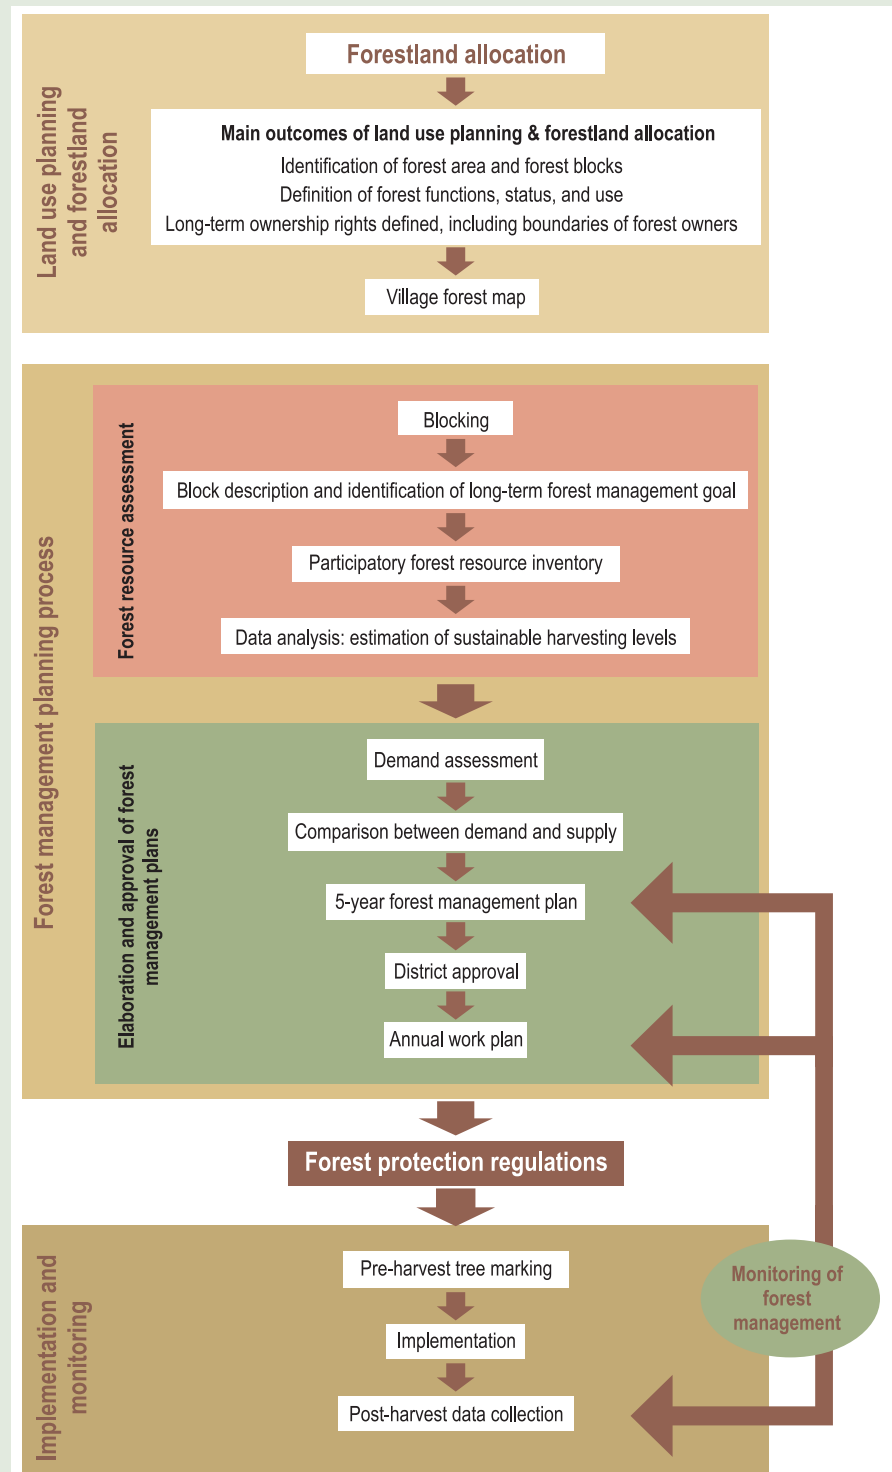 Land use planning
and forestland
allocation
Forestland allocation
Main outcomes of land use planning & forestland allocation
Identification of forest area and forest blocks
Definition of forest functions, status, and use
Long-term ownership rights defined, including boundaries of forest owners
Village forest map
Forest management planning process
Forest resource assessment
Blocking
Block description and identification of long-term forest management goal
Participatory forest resource inventory
Data analysis: estimation of sustainable harvesting levels
Elaboration and approval of forest
management plans
Demand assessment
Comparison between demand and supply
5-year forest management plan
District approval
Annual work plan
Forest protection regulations
Implementation and
monitoring
Pre-harvest tree marking
Implementation
Post-harvest data collection
Monitoring of
forest
management